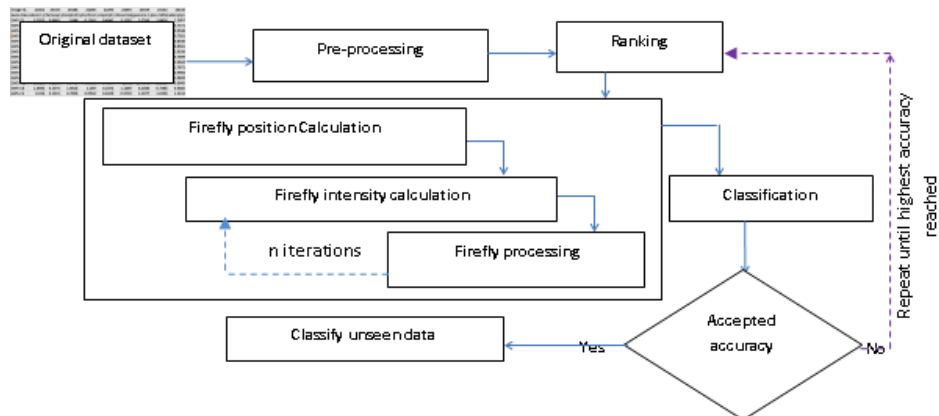 Original dataset
Pre-processing
Ranking
Firefly position Calculation
Firefly intensity calculation
Firefly processing
n iterations
Classification
Repeat until highest accuracy
reached
Accepted
accuracy
Yes
No
Classify unseen data